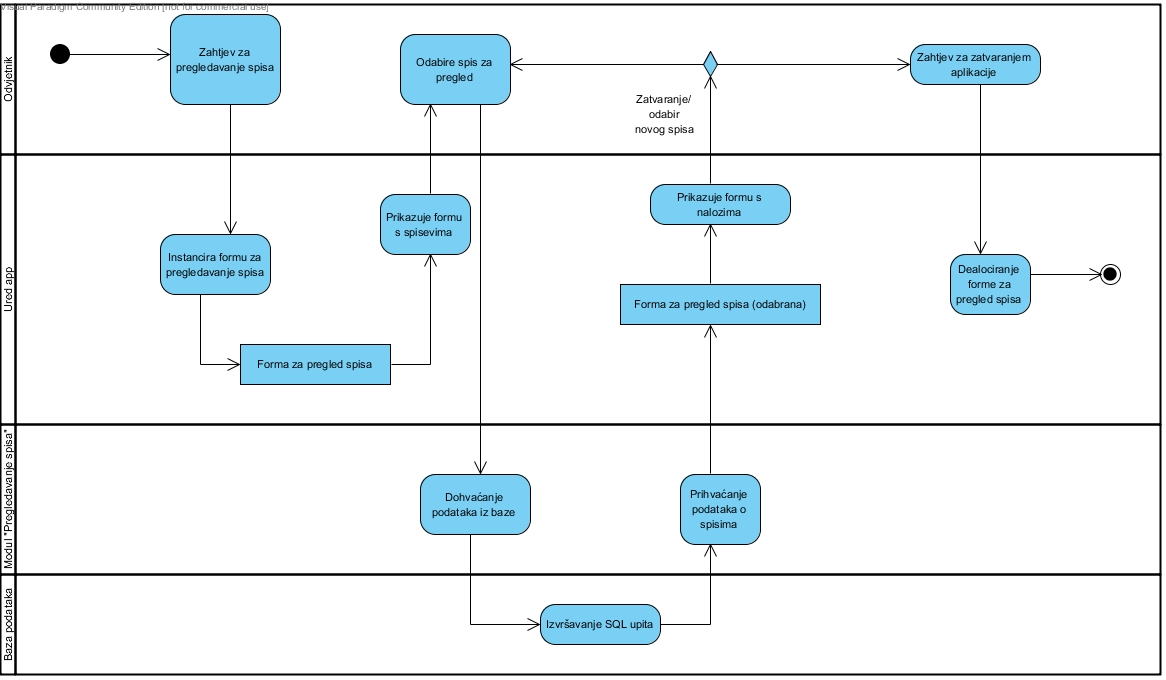 Visual Paradigm Community Edition [not for commercial use]
Odvjetnik
Zahtjev za
pregledavanje spisa
Odabire spis za
pregled
Zatvaranje/
odabir
novog spisa
Zahtjev za zatvaranjem
aplikacije
Ured app
Instancira formu za
pregledavanje spisa
Forma za pregled spisa
Prikazuje formu
s spisevima
Prikazuje formu s
nalozima
Forma za pregled spisa (odabrana)
Dealociranje
forme za
pregled spisa
Modul "Pregledavanje spisa"
Dohvaćanje
podataka iz baze
Prihvaćanje
podataka o
spisima
Baza podataka
Izvršavanje SQL upita